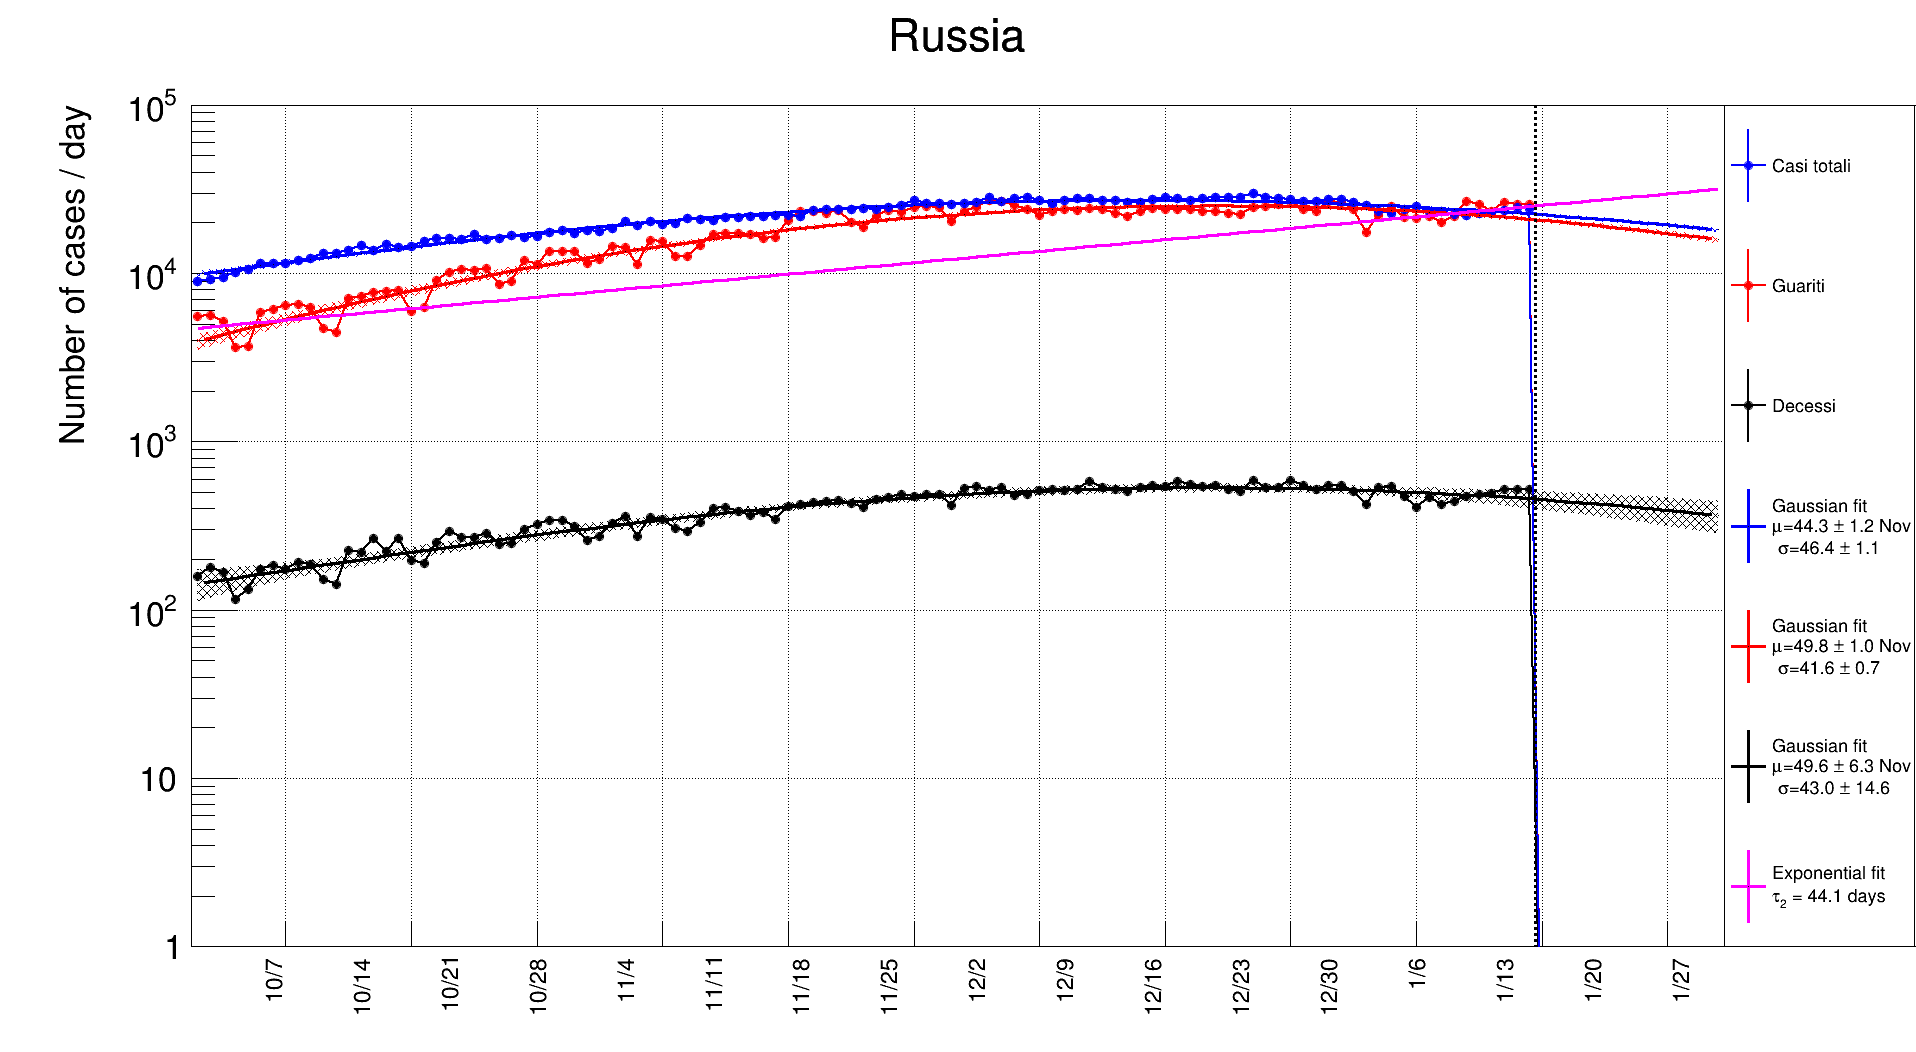 Russia
Number of cases / day
10^5
10^4
10^3
10^2
10
1
10/7
10/14
10/21
10/28
11/4
11/11
11/18
11/25
12/2
12/9
12/16
12/23
12/30
1/6
1/13
1/20
1/27
Casi totali
Guariti
Decessi
Gaussian fit
μ=44.3 ± 1.2 Nov
σ=46.4 ± 1.1
Gaussian fit
μ=49.8 ± 1.0 Nov
σ=41.6 ± 0.7
Gaussian fit
μ=49.6 ± 6.3 Nov
σ=43.0 ± 14.6
Exponential fit
τ₂ = 44.1 days